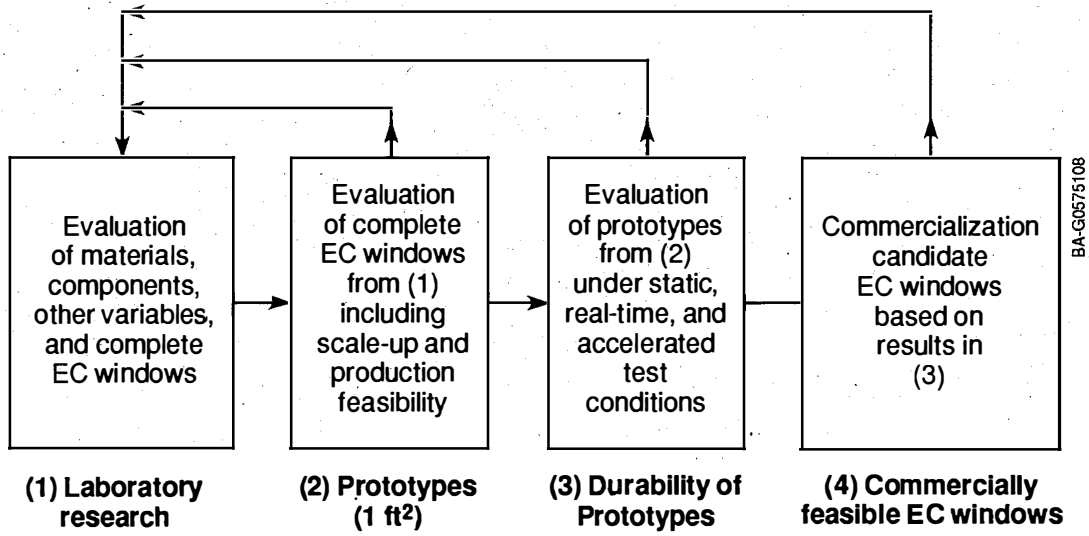 Evaluation
of materials,
components,
other variables,
and complete
EC windows
Evaluation
of complete
EC windows
from (1)
including
scale-up and
production
feasibility
Evaluation
of prototypes
from (2)
under static,
real-time, and
accelerated
test
conditions
Commercialization
candidate
EC windows
based on
results in
(3)
BA-G0575108
(1) Laboratory
research
(2) Prototypes
(1 ft²)
(3) Durability of
Prototypes
(4) Commercially
feasible EC windows